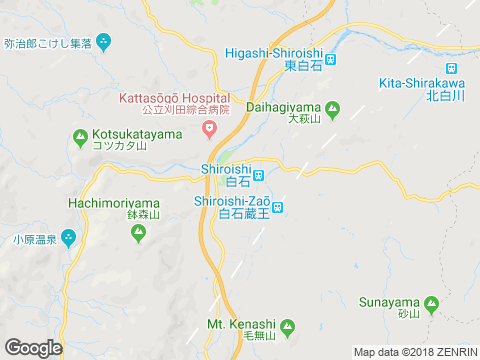 弥治郎こけし集落
Higashi-Shiroishi
東白石
Kita-Shirakawa
北白川
Kattasōgō Hospital
公立刈田綜合病院
Daihagiyama
大萩山
Kotsukatayama
コツカタ山
Shiroishi
白石
Hachimoriyama
鉢森山
Shiroishi-Zaō
白石蔵王
小原温泉
Sunayama
砂山
Mt. Kenashi
毛無山
Google
Map data ©2018 ZENRIN